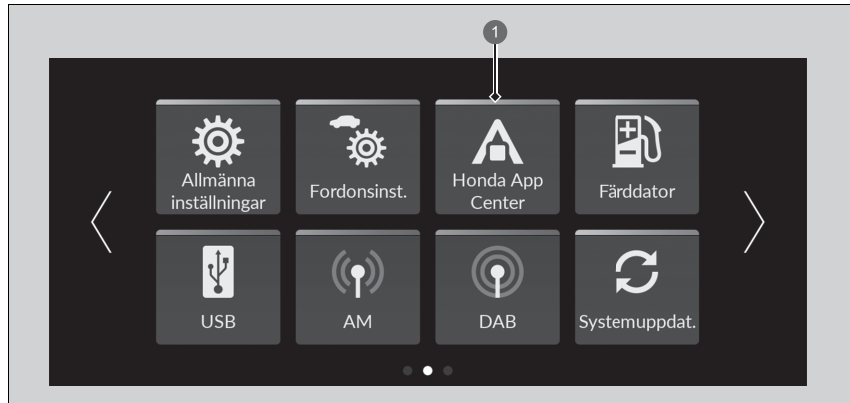 1
Allmänna
inställningar
Fordonsinst.
Honda App
Center
Färddator
USB
AM
DAB
Systemuppdat.